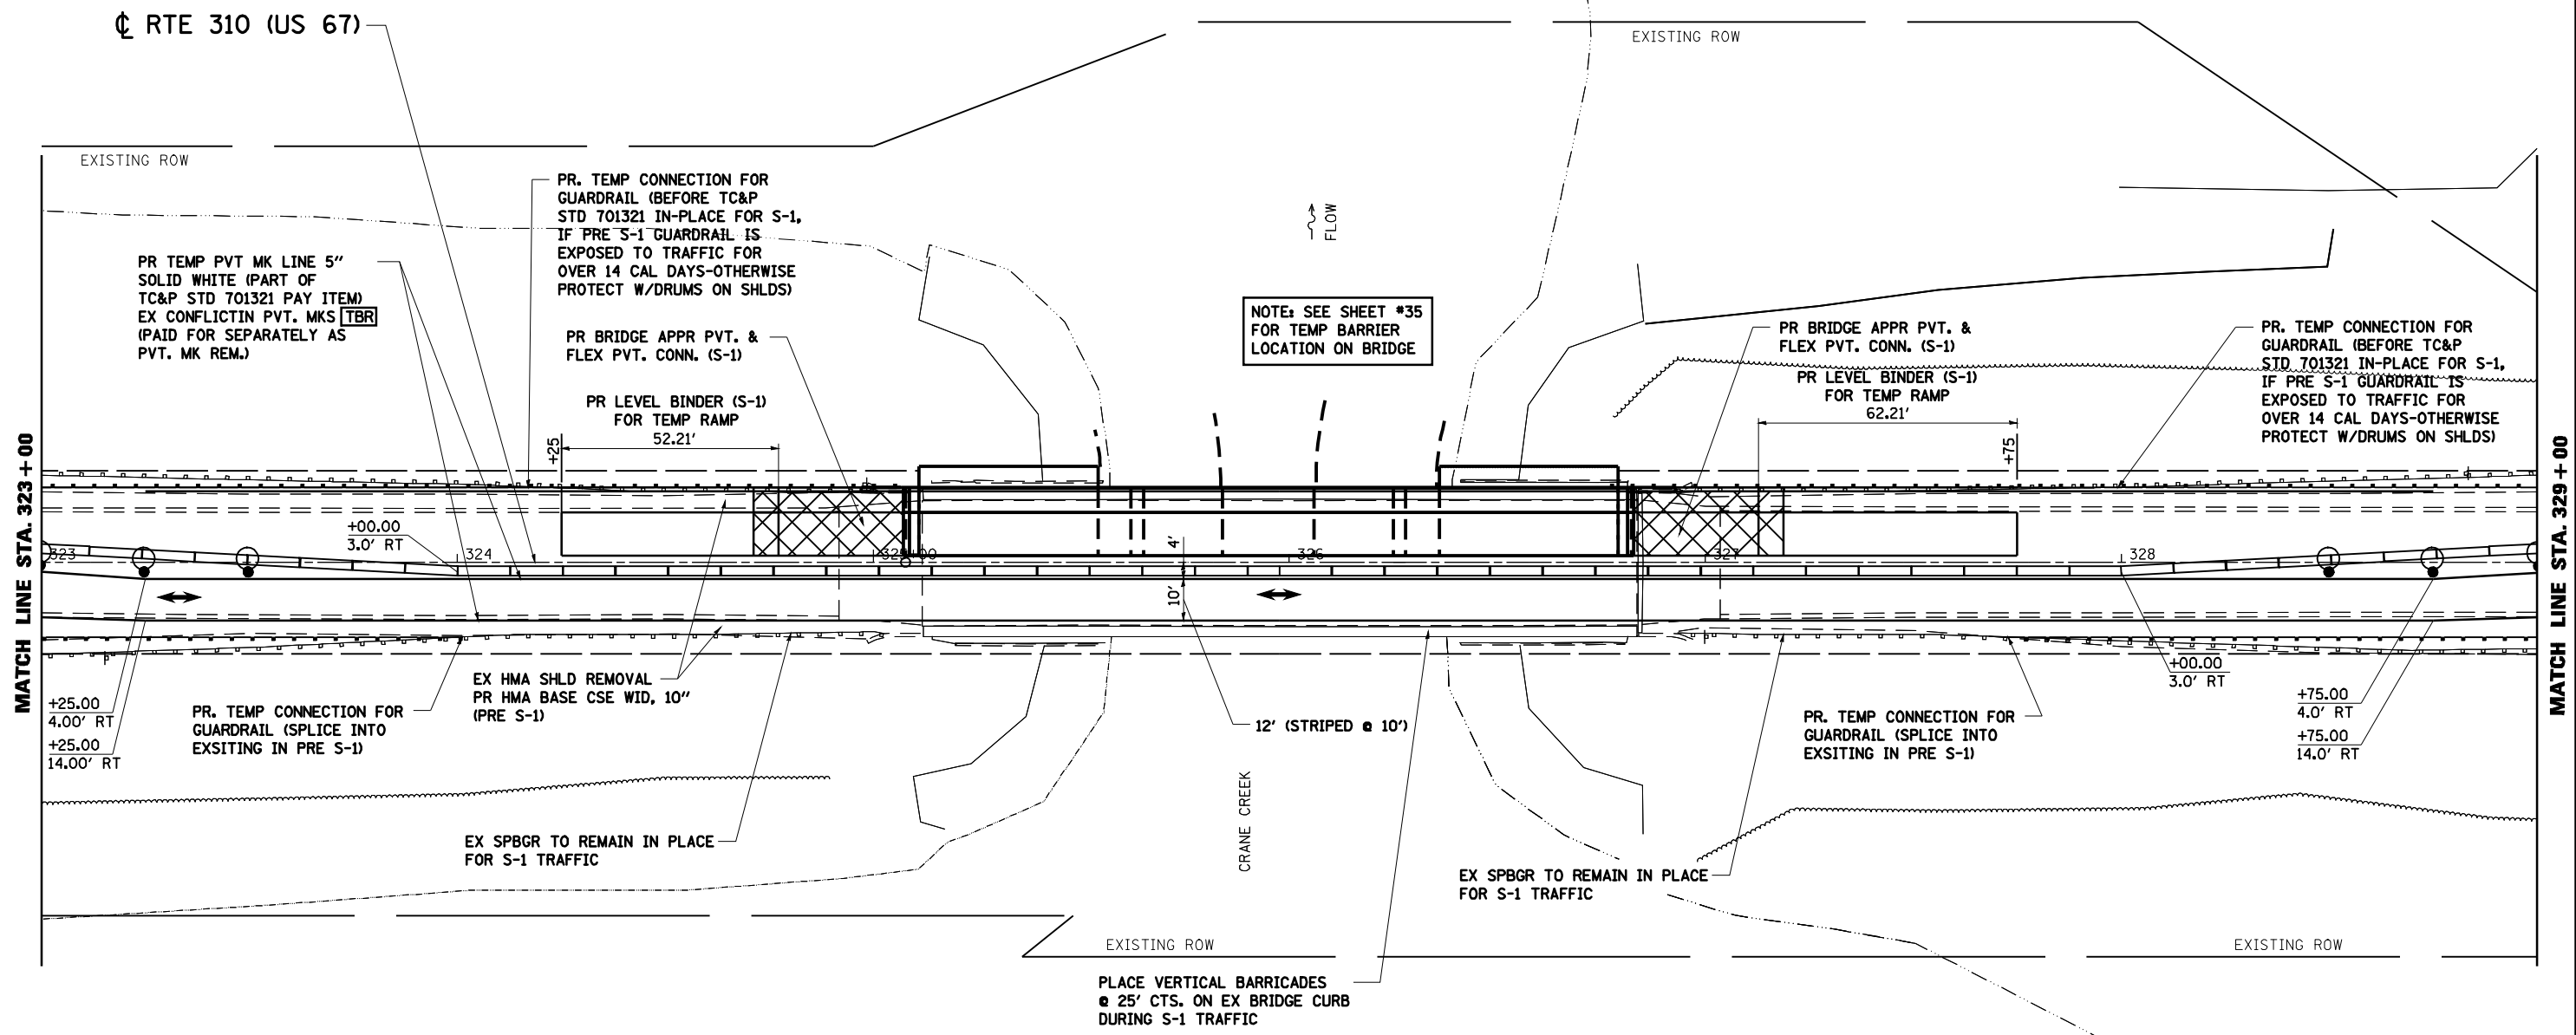 ℄ RTE 310 (US 67)
EXISTING ROW
EXISTING ROW
PR. TEMP CONNECTION FOR
GUARDRAIL (BEFORE TC&P
STD 701321 IN-PLACE FOR S-1,
IF PRE S-1 GUARDRAIL IS
EXPOSED TO TRAFFIC FOR
OVER 14 CAL DAYS-OTHERWISE
PROTECT W/DRUMS ON SHLDS)
FLOW
PR TEMP PVT MK LINE 5"
SOLID WHITE (PART OF
TC&P STD 701321 PAY ITEM)
EX CONFLICTIN PVT. MKS TBR
(PAID FOR SEPARATELY AS
PVT. MK REM.)
NOTE: SEE SHEET #35
FOR TEMP BARRIER
LOCATION ON BRIDGE
PR BRIDGE APPR PVT. &
FLEX PVT. CONN. (S-1)
PR BRIDGE APPR PVT. &
FLEX PVT. CONN. (S-1)
PR. TEMP CONNECTION FOR
GUARDRAIL (BEFORE TC&P
STD 701321 IN-PLACE FOR S-1,
IF PRE S-1 GUARDRAIL IS
EXPOSED TO TRAFFIC FOR
OVER 14 CAL DAYS-OTHERWISE
PROTECT W/DRUMS ON SHLDS)
PR LEVEL BINDER (S-1)
FOR TEMP RAMP
52.21'
+25
PR LEVEL BINDER (S-1)
FOR TEMP RAMP
62.21'
+75
MATCH LINE STA. 323+00
MATCH LINE STA. 329+00
+00.00
3.0' RT
323
324
325+00
326
327
328
4'
10'
+25.00
4.00' RT
+25.00
14.00' RT
PR. TEMP CONNECTION FOR
GUARDRAIL (SPLICE INTO
EXSITING IN PRE S-1)
EX HMA SHLD REMOVAL
PR HMA BASE CSE WID, 10"
(PRE S-1)
12' (STRIPED @ 10')
PR. TEMP CONNECTION FOR
GUARDRAIL (SPLICE INTO
EXSITING IN PRE S-1)
+00.00
3.0' RT
+75.00
4.0' RT
+75.00
14.0' RT
CRANE CREEK
EX SPBGR TO REMAIN IN PLACE
FOR S-1 TRAFFIC
EX SPBGR TO REMAIN IN PLACE
FOR S-1 TRAFFIC
EXISTING ROW
EXISTING ROW
PLACE VERTICAL BARRICADES
@ 25' CTS. ON EX BRIDGE CURB
DURING S-1 TRAFFIC